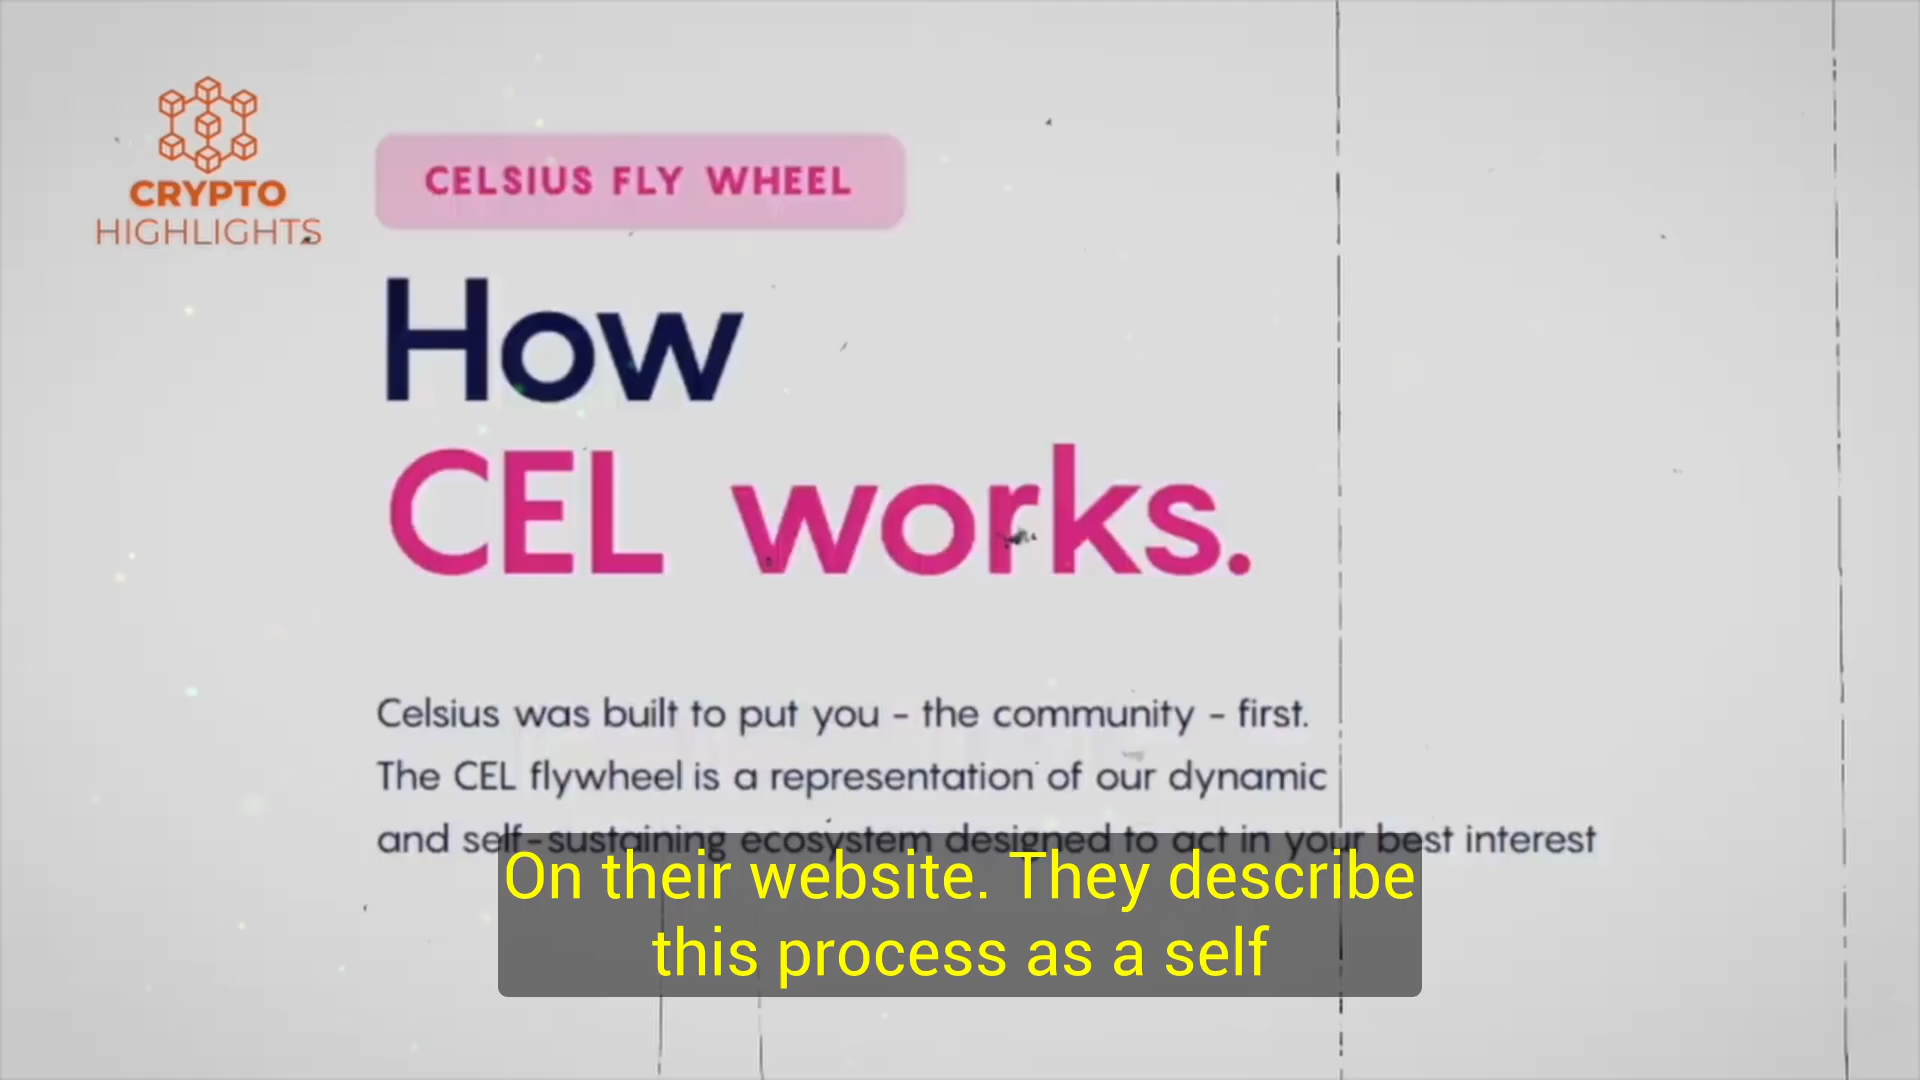 CRYPTO
HIGHLIGHTS
CELSIUS FLY WHEEL
How
CEL works.
Celsius was built to put you - the community - first.
The CEL flywheel is a representation of our dynamic
and self-sustaining ecosystem designed to act in your best interest
On their website. They describe
this process as a self